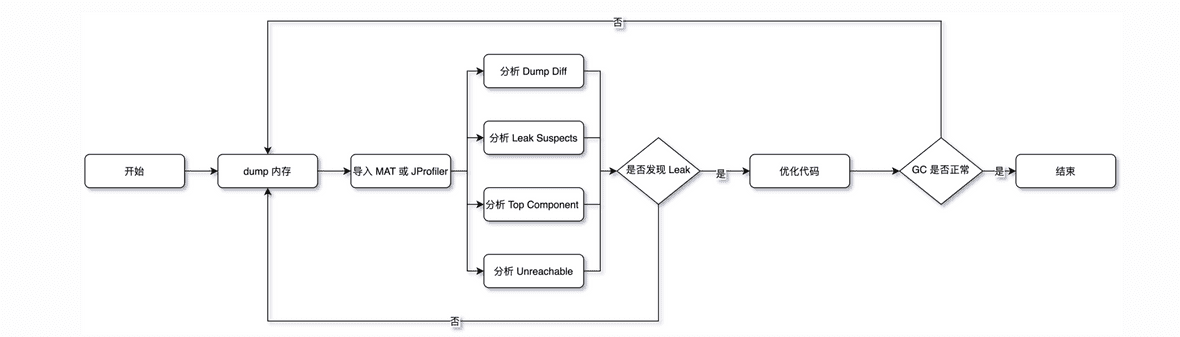 否
分析 Dump Diff
分析 Leak Suspects
开始
dump 内存
导入 MAT 或 JProfiler
是否发现 Leak
是
优化代码
GC 是否正常
是
结束
分析 Top Component
分析 Unreachable
否